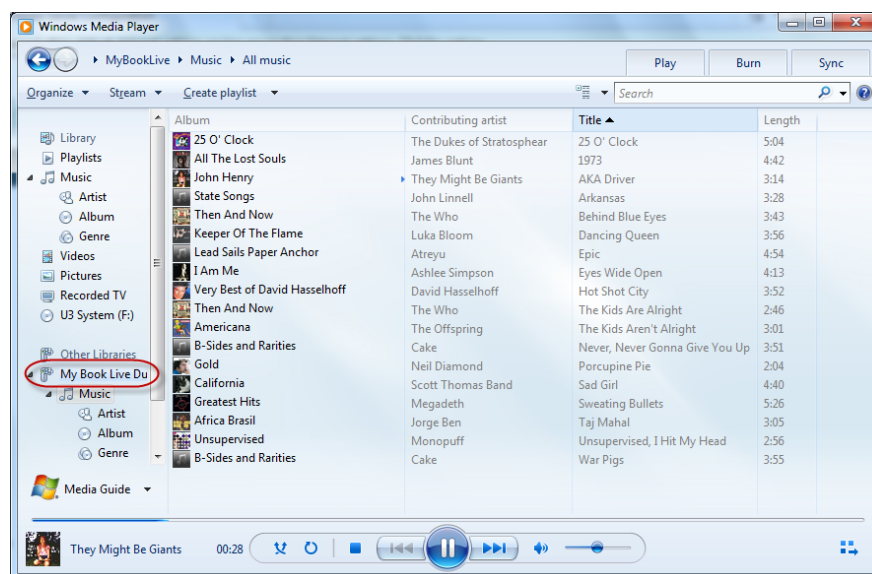 Windows Media Player
MyBookLive Music All music
Play Burn Sync
Organize Stream Create playlist Search
Album Contributing artist Title Length
25 O' Clock The Dukes of Stratosphear 25 O' Clock 5:04
All The Lost Souls James Blunt 1973 4:42
John Henry They Might Be Giants AKA Driver 3:14
State Songs John Linnell Arkansas 3:28
Then And Now The Who Behind Blue Eyes 3:43
Keeper Of The Flame Luka Bloom Dancing Queen 3:56
Lead Sails Paper Anchor Atreyu Epic 4:54
I Am Me Ashlee Simpson Eyes Wide Open 4:13
Very Best of David Hasselhoff David Hasselhoff Hot Shot City 3:52
Then And Now The Who The Kids Are Alright 2:46
Americana The Offspring The Kids Aren't Alright 3:01
B-Sides and Rarities Cake Never, Never Gonna Give You Up 3:51
Gold Neil Diamond Porcupine Pie 2:04
California Scott Thomas Band Sad Girl 4:40
Greatest Hits Megadeth Sweating Bullets 5:26
Africa Brasil Jorge Ben Taj Mahal 3:05
Unsupervised Monopuff Unsupervised, I Hit My Head 2:56
B-Sides and Rarities Cake War Pigs 3:55
Library
Playlists
Music
Artist
Album
Genre
Videos
Pictures
Recorded TV
U3 System (F:)
Other Libraries
My Book Live Du
Music
Artist
Album
Genre
Media Guide
They Might Be Giants 00:28